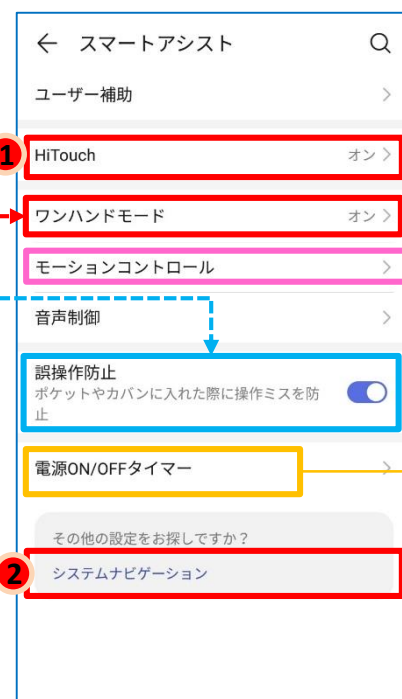 スマートアシスト
ユーザー補助
1
HiTouch オン
ワンハンドモード オン
モーションコントロール
音声制御
誤操作防止
ポケットやカバンに入れた際に操作ミスを防
止
電源ON/OFFタイマー
その他の設定をお探しですか？
2
システムナビゲーション